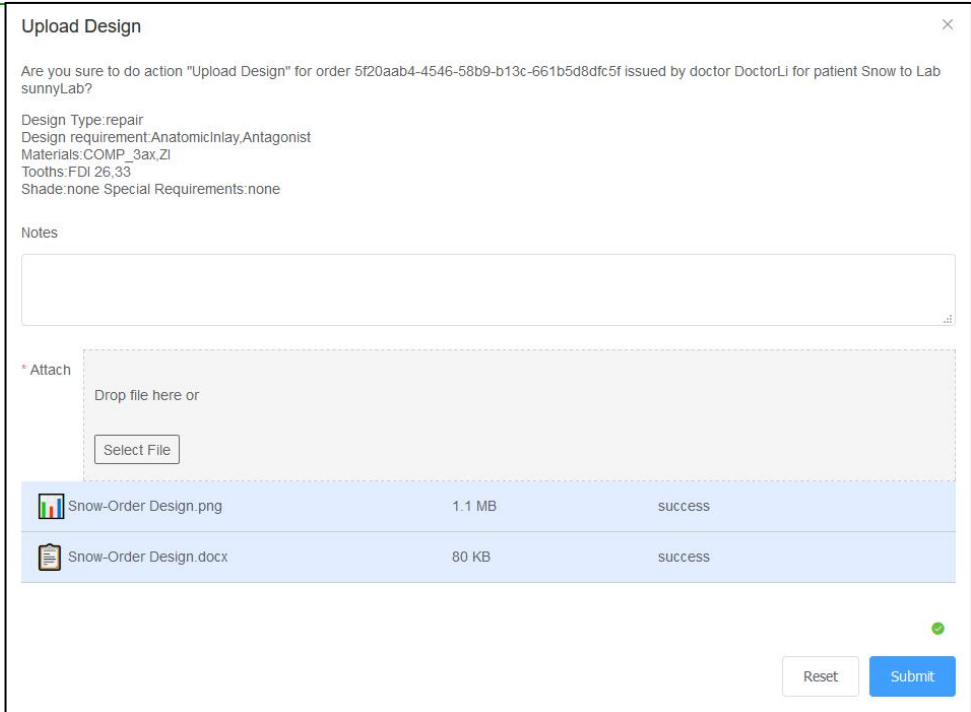 Upload Design
Are you sure to do action "Upload Design" for order 5f20aab4-4546-58b9-b13c-661b5d8dfc5f issued by doctor DoctorLi for patient Snow to Lab
sunnyLab?
Design Type:repair
Design requirement:AnatomicInlay,Antagonist
Materials:COMP_3ax,ZI
Tooths:FDI 26,33
Shade:none Special Requirements:none
Notes
* Attach
Drop file here or
Select File
Snow-Order Design.png 1.1 MB success
Snow-Order Design.docx 80 KB success
Reset Submit